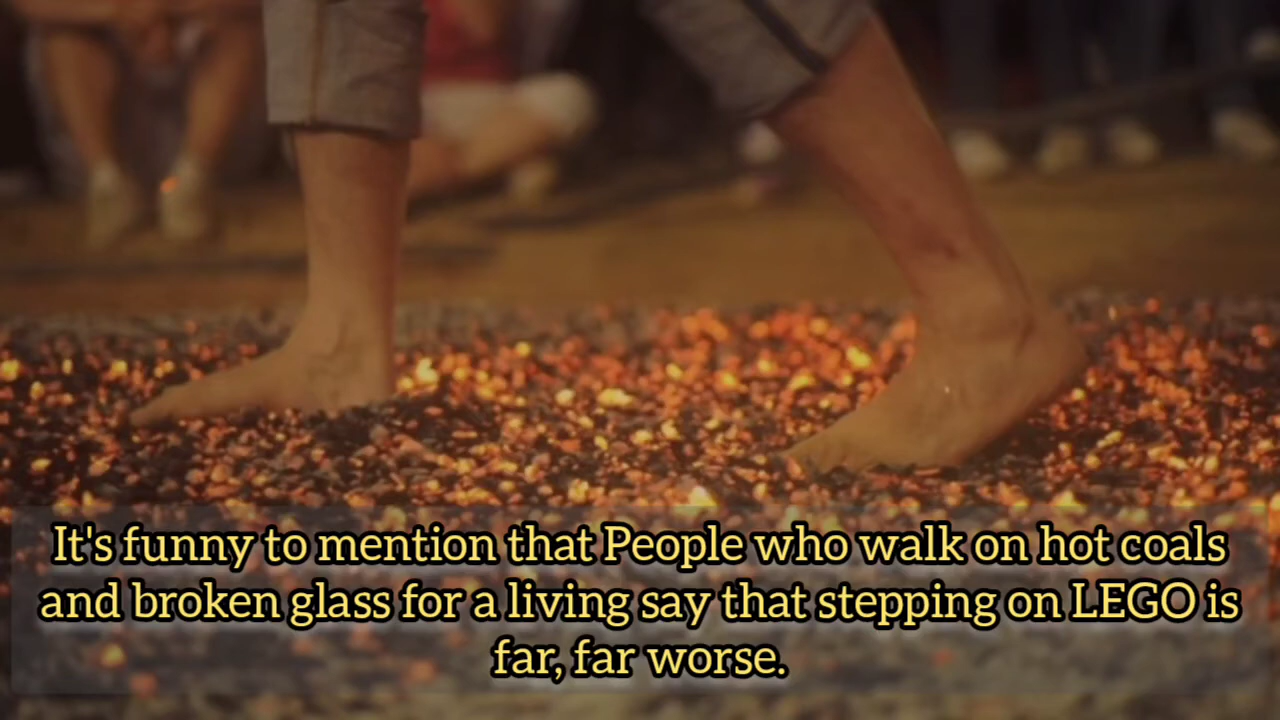 It's funny to mention that People who walk on hot coals
and broken glass for a living say that stepping on LEGO is
far, far worse.